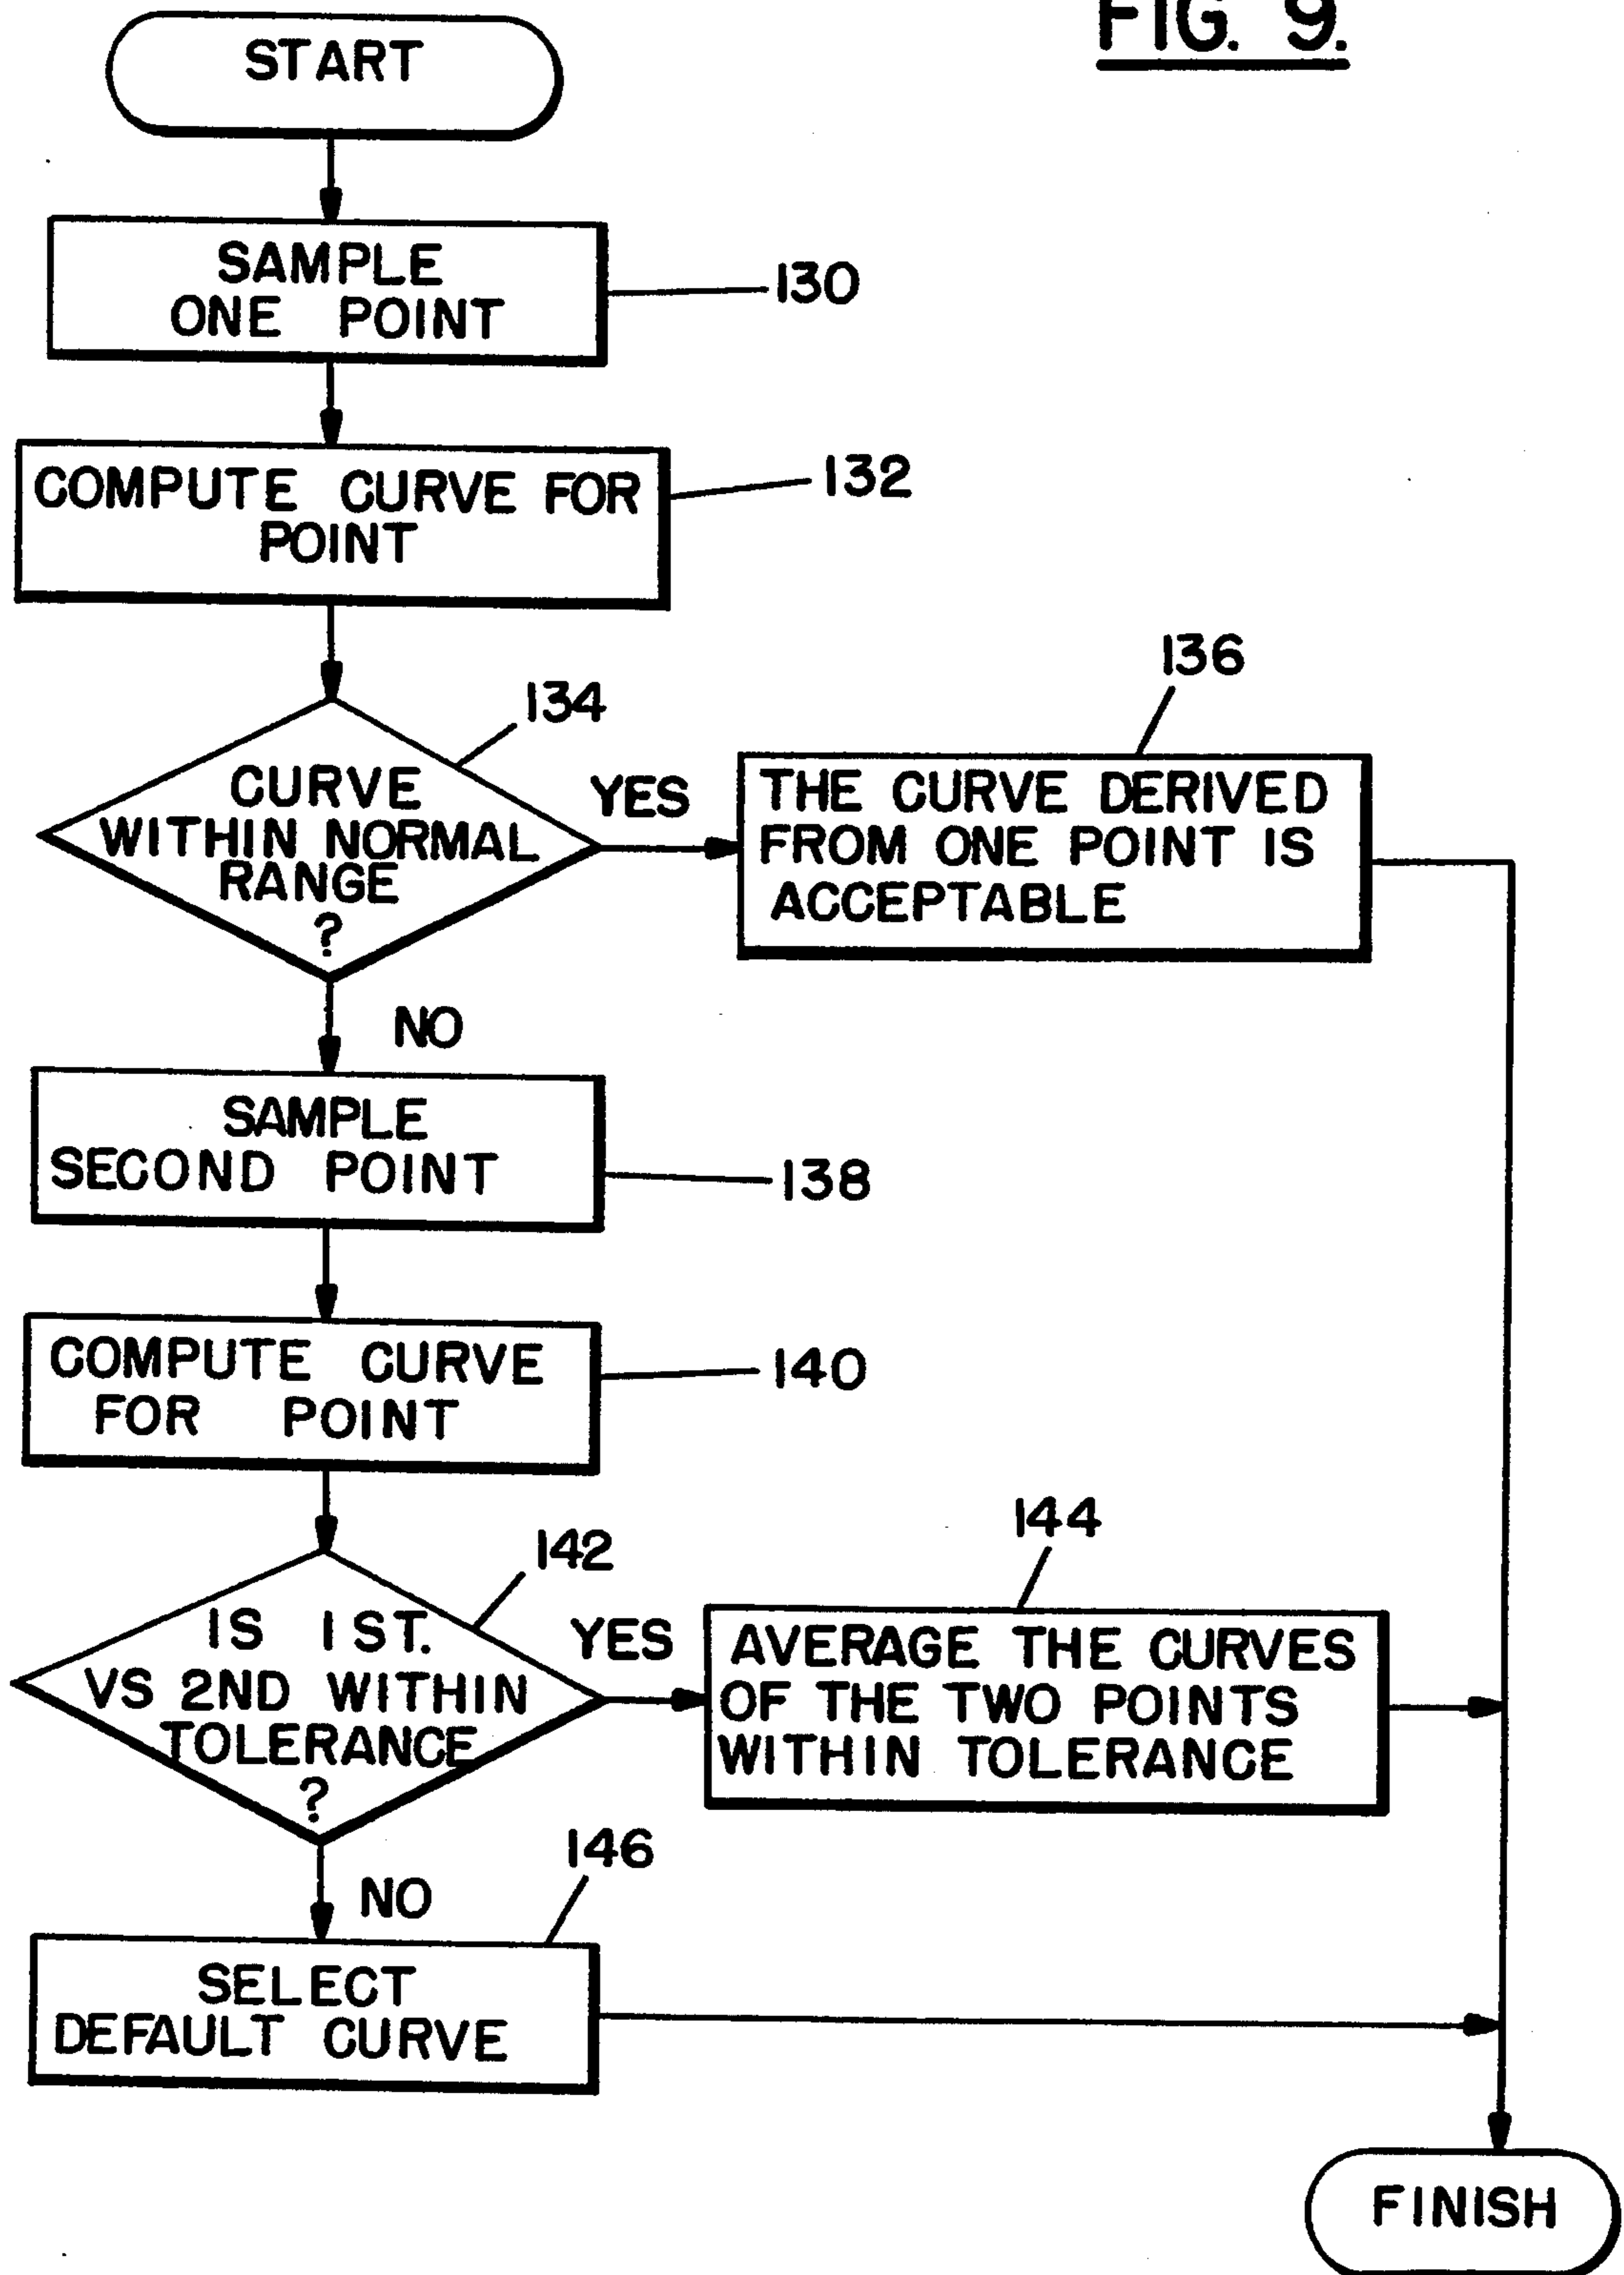 FIG. 9.
START
SAMPLE
ONE POINT
130
COMPUTE CURVE FOR
POINT
132
134
CURVE
WITHIN NORMAL
RANGE
?
YES
136
THE CURVE DERIVED
FROM ONE POINT IS
ACCEPTABLE
NO
SAMPLE
SECOND POINT
138
COMPUTE CURVE
FOR POINT
140
142
IS 1ST.
VS 2ND WITHIN
TOLERANCE
?
YES
144
AVERAGE THE CURVES
OF THE TWO POINTS
WITHIN TOLERANCE
NO
146
SELECT
DEFAULT CURVE
FINISH